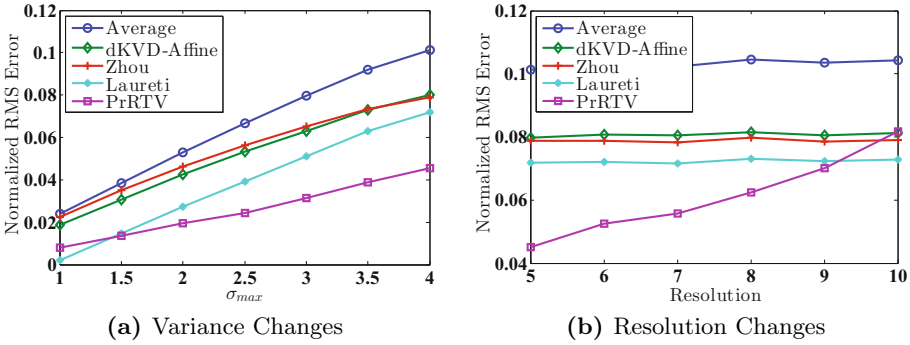 0.12
0.1
0.08
0.06
0.04
0.02
0
Normalized RMS Error
Average
dKVD-Affine
Zhou
Laureti
PrRTV
1 1.5 2 2.5 3 3.5 4
σmax
(a) Variance Changes
0.12
0.1
0.08
0.06
0.04
Normalized RMS Error
Average
dKVD-Affine
Zhou
Laureti
PrRTV
5 6 7 8 9 10
Resolution
(b) Resolution Changes